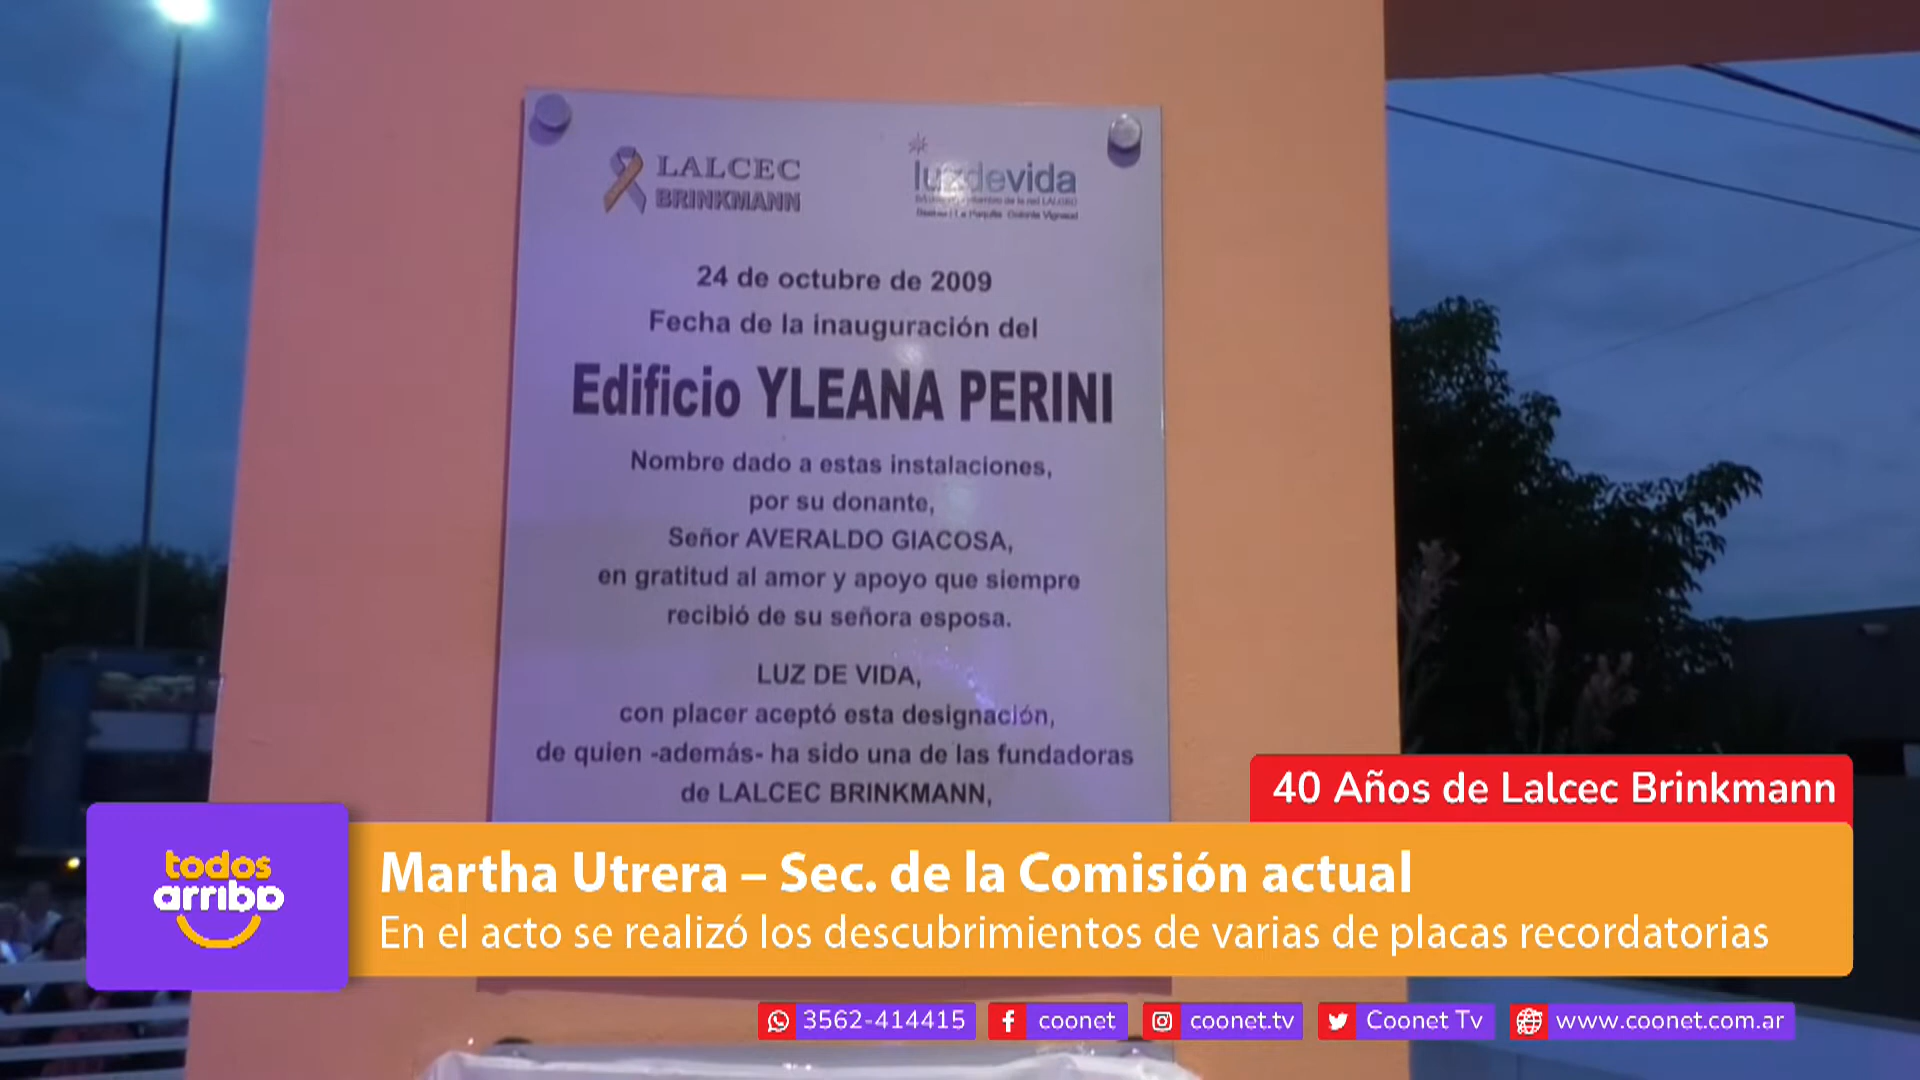 LALCEC
BRINKMANN
luzdevida
24 de octubre de 2009
Fecha de la inauguración del
Edificio YLEANA PERINI
Nombre dado a estas instalaciones,
por su donante,
Señor AVERALDO GIACOSA,
en gratitud al amor y apoyo que siempre
recibió de su señora esposa.
LUZ DE VIDA,
con placer aceptó esta designación,
de quien -además- ha sido una de las fundadoras
de LALCEC BRINKMANN,
40 Años de Lalcec Brinkmann
todos
arriba
Martha Utrera – Sec. de la Comisión actual
En el acto se realizó los descubrimientos de varias de placas recordatorias
3562-414415
coonet
coonet.tv
Coonet Tv
www.coonet.com.ar